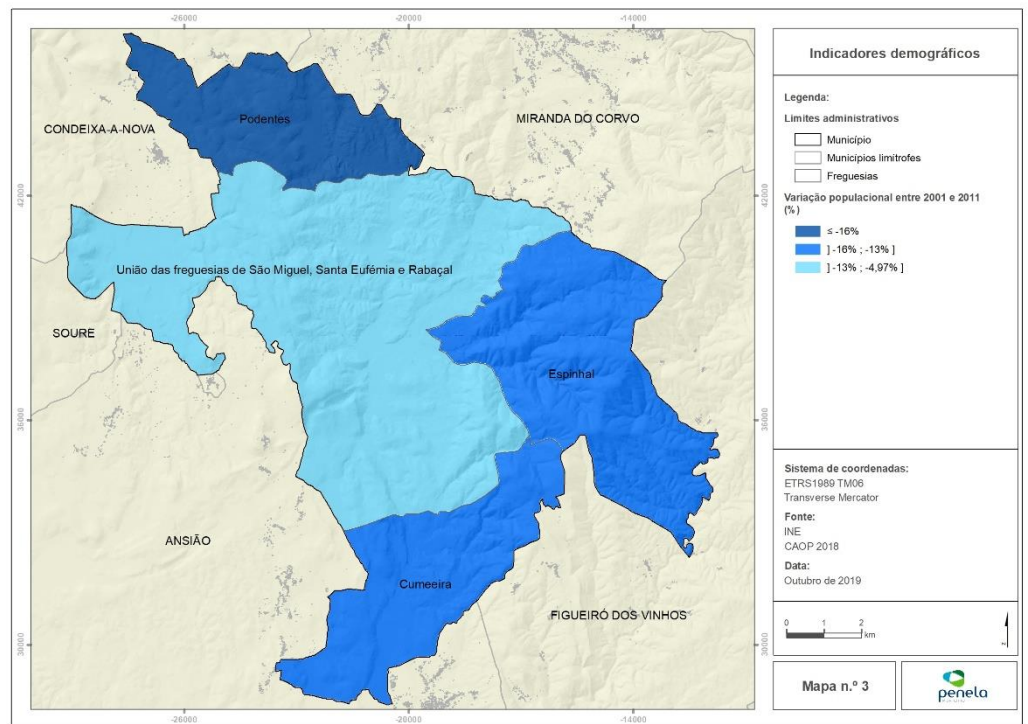 -26000 -20000 -14000
CONDEIXA-A-NOVA
Podentes
MIRANDA DO CORVO
42000 42000
União das freguesias de São Miguel, Santa Eufémia e Rabaçal
SOURE
Espinhal
36000 36000
ANSIÃO
Cumeeira
FIGUEIRÓ DOS VINHOS
30000 30000
-26000 -20000 -14000
Indicadores demográficos
Legenda:
Limites administrativos
Município
Municípios limítrofes
Freguesias
Variação populacional entre 2001 e 2011
(%)
≤ -16%
] -16% ; -13% ]
] -13% ; -4,97% ]
Sistema de coordenadas:
ETRS1989 TM06
Transverse Mercator
Fonte:
INE
CAOP 2018
Data:
Outubro de 2019
0 1 2
km
Mapa n.º 3
penela